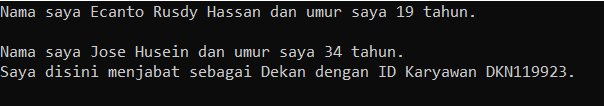 Nama saya Ecanto Rusdy Hassan dan umur saya 19 tahun.
Nama saya Jose Husein dan umur saya 34 tahun.
Saya disini menjabat sebagai Dekan dengan ID Karyawan DKN119923.